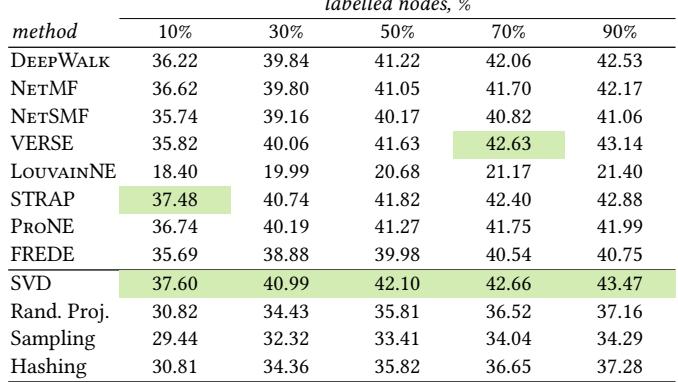 labelled nodes, %
method 10% 30% 50% 70% 90%
DEEPWALK 36.22 39.84 41.22 42.06 42.53
NETMF 36.62 39.80 41.05 41.70 42.17
NETSMF 35.74 39.16 40.17 40.82 41.06
VERSE 35.82 40.06 41.63 42.63 43.14
LOUVAINNE 18.40 19.99 20.68 21.17 21.40
STRAP 37.48 40.74 41.82 42.40 42.88
PRONE 36.74 40.19 41.27 41.75 41.99
FREDE 35.69 38.88 39.98 40.54 40.75
SVD 37.60 40.99 42.10 42.66 43.47
Rand. Proj. 30.82 34.43 35.81 36.52 37.16
Sampling 29.44 32.32 33.41 34.04 34.29
Hashing 30.81 34.36 35.82 36.65 37.28